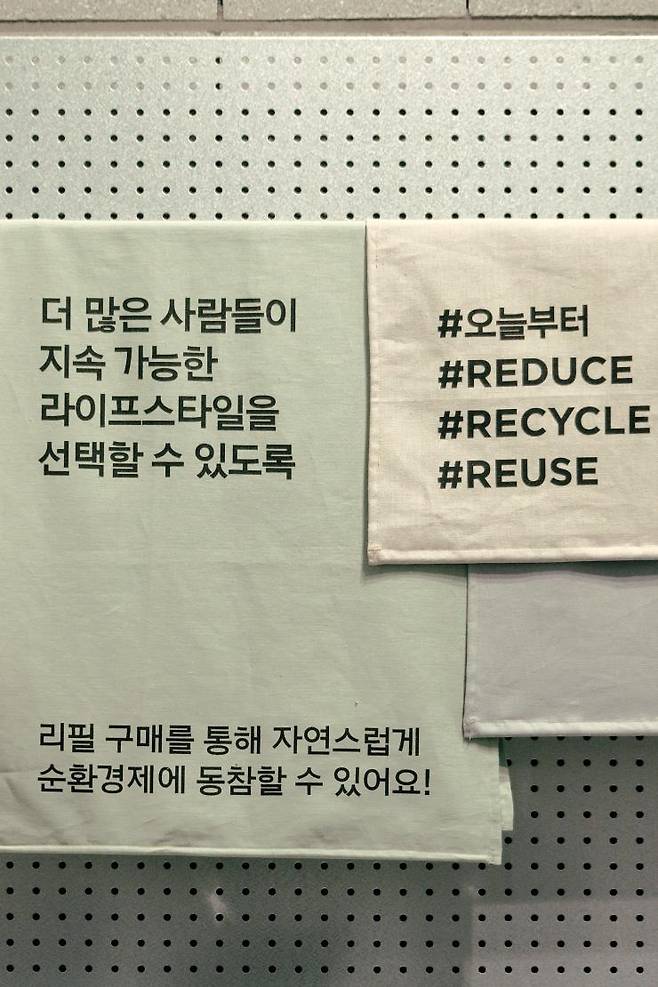 더 많은 사람들이
지속 가능한
라이프스타일을
선택할 수 있도록
리필 구매를 통해 자연스럽게
순환경제에 동참할 수 있어요!
#오늘부터
#REDUCE
#RECYCLE
#REUSE